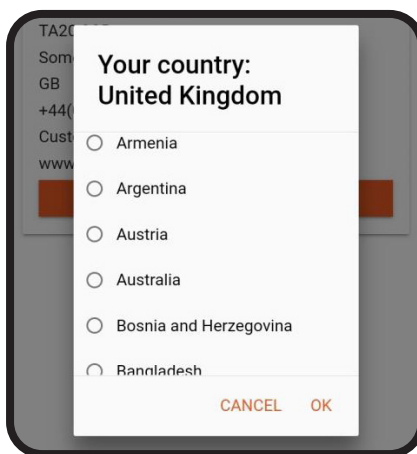 TA20
Som
GB
+44(
Cust
www
Your country:
United Kingdom
Armenia
Argentina
Austria
Australia
Bosnia and Herzegovina
Bangladesh
CANCEL OK